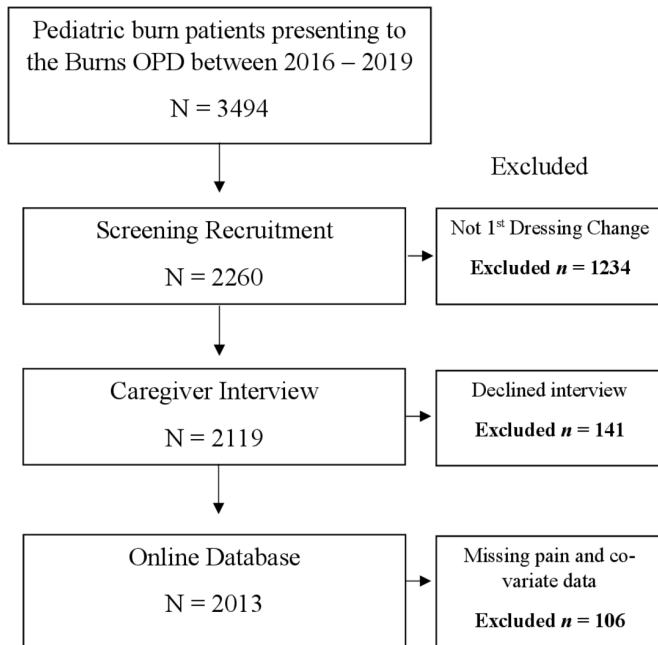 Pediatric burn patients presenting to
the Burns OPD between 2016 – 2019
N = 3494
Excluded
Screening Recruitment
N = 2260
Not 1st Dressing Change
Excluded n = 1234
Caregiver Interview
N = 2119
Declined interview
Excluded n = 141
Online Database
N = 2013
Missing pain and co-
variate data
Excluded n = 106